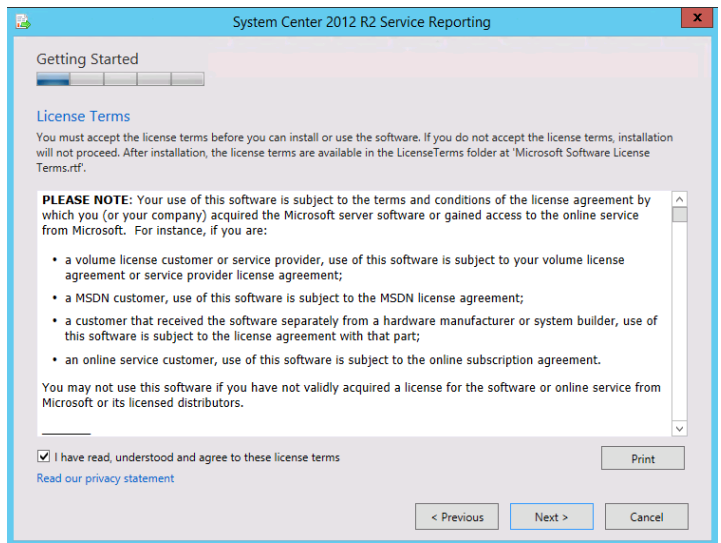 System Center 2012 R2 Service Reporting
x
Getting Started
License Terms
You must accept the license terms before you can install or use the software. If you do not accept the license terms, installation
will not proceed. After installation, the license terms are available in the LicenseTerms folder at 'Microsoft Software License
Terms.rtf'.
PLEASE NOTE: Your use of this software is subject to the terms and conditions of the license agreement by
which you (or your company) acquired the Microsoft server software or gained access to the online service
from Microsoft. For instance, if you are:
• a volume license customer or service provider, use of this software is subject to your volume license
agreement or service provider license agreement;
• a MSDN customer, use of this software is subject to the MSDN license agreement;
• a customer that received the software separately from a hardware manufacturer or system builder, use of
this software is subject to the license agreement with that part;
• an online service customer, use of this software is subject to the online subscription agreement.
You may not use this software if you have not validly acquired a license for the software or online service from
Microsoft or its licensed distributors.
I have read, understood and agree to these license terms
Print
Read our privacy statement
< Previous
Next >
Cancel